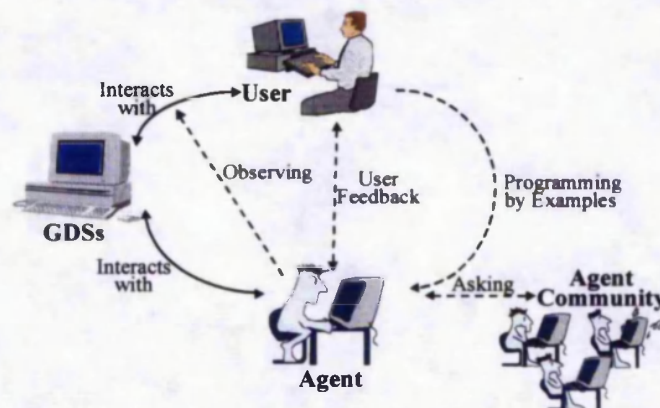 Interacts
with
User
Observing
User
Feedback
Programming
by Examples
GDSs
Interacts
with
Asking
Agent
Community
Agent